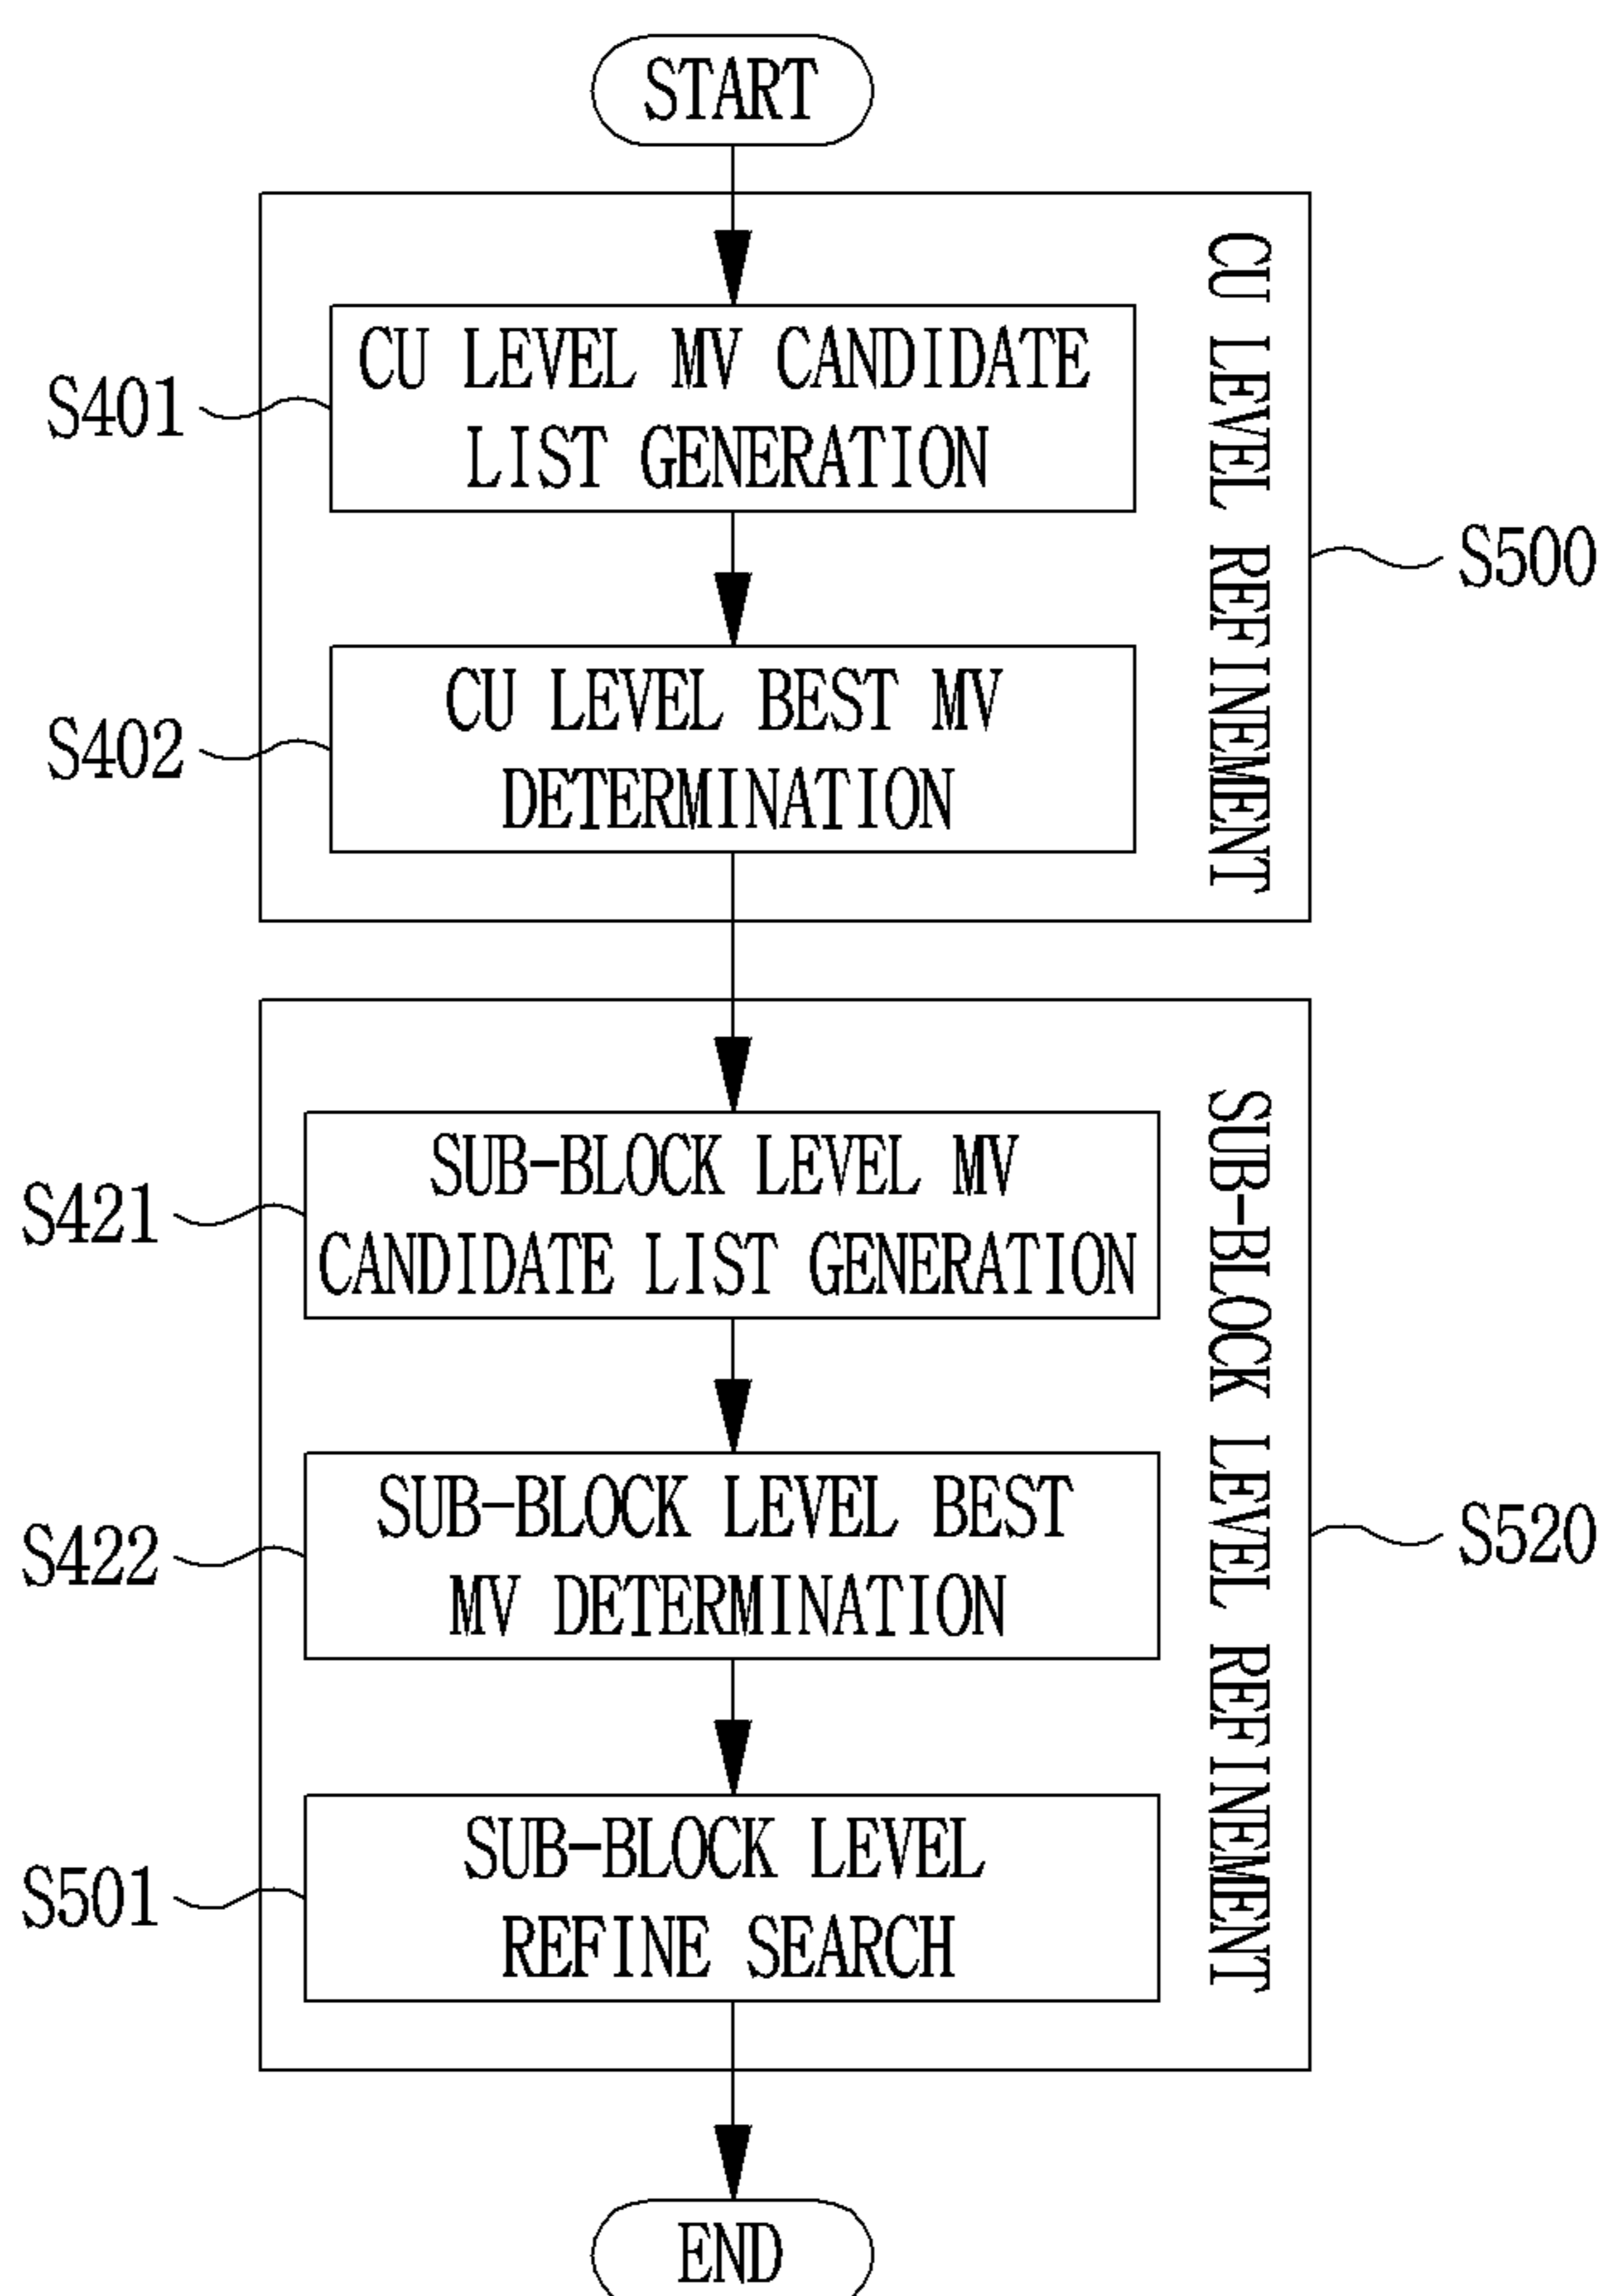 START
CU LEVEL REFINEMENT
S401
CU LEVEL MV CANDIDATE
LIST GENERATION
S500
S402
CU LEVEL BEST MV
DETERMINATION
SUB-BLOCK LEVEL REFINEMENT
S421
SUB-BLOCK LEVEL MV
CANDIDATE LIST GENERATION
S422
SUB-BLOCK LEVEL BEST
MV DETERMINATION
S520
S501
SUB-BLOCK LEVEL
REFINE SEARCH
END